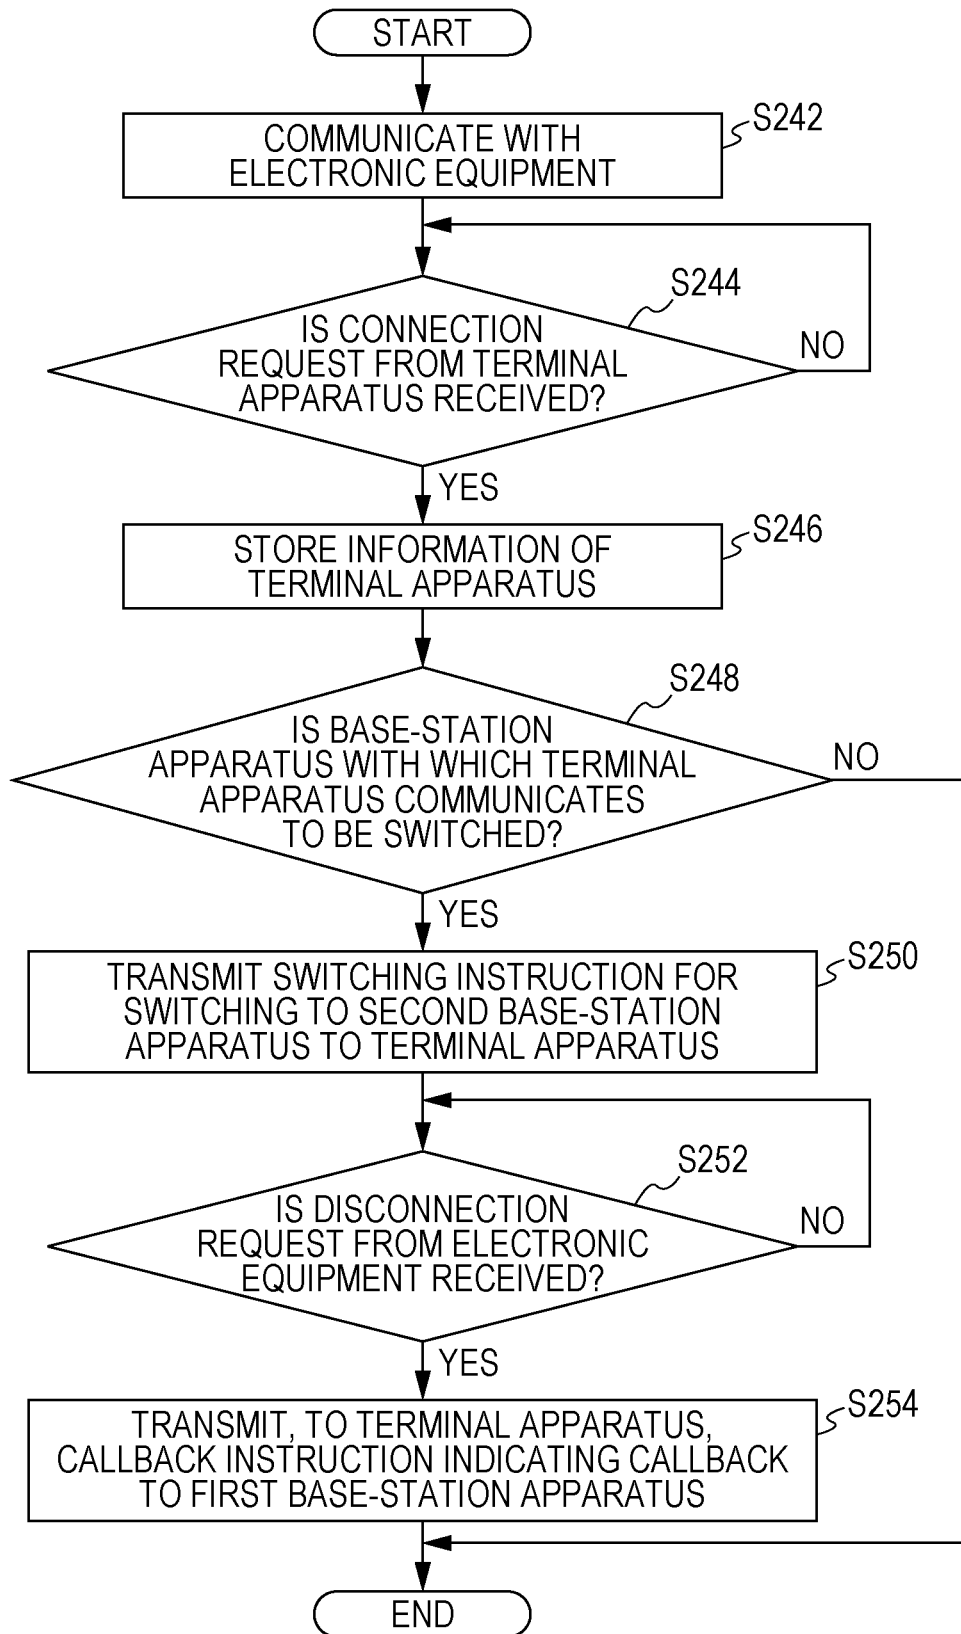 START
S242
COMMUNICATE WITH
ELECTRONIC EQUIPMENT
S244
IS CONNECTION
REQUEST FROM TERMINAL
APPARATUS RECEIVED?
NO
YES
S246
STORE INFORMATION OF
TERMINAL APPARATUS
S248
IS BASE-STATION
APPARATUS WITH WHICH TERMINAL
APPARATUS COMMUNICATES
TO BE SWITCHED?
NO
YES
S250
TRANSMIT SWITCHING INSTRUCTION FOR
SWITCHING TO SECOND BASE-STATION
APPARATUS TO TERMINAL APPARATUS
S252
IS DISCONNECTION
REQUEST FROM ELECTRONIC
EQUIPMENT RECEIVED?
NO
YES
S254
TRANSMIT, TO TERMINAL APPARATUS,
CALLBACK INSTRUCTION INDICATING CALLBACK
TO FIRST BASE-STATION APPARATUS
END